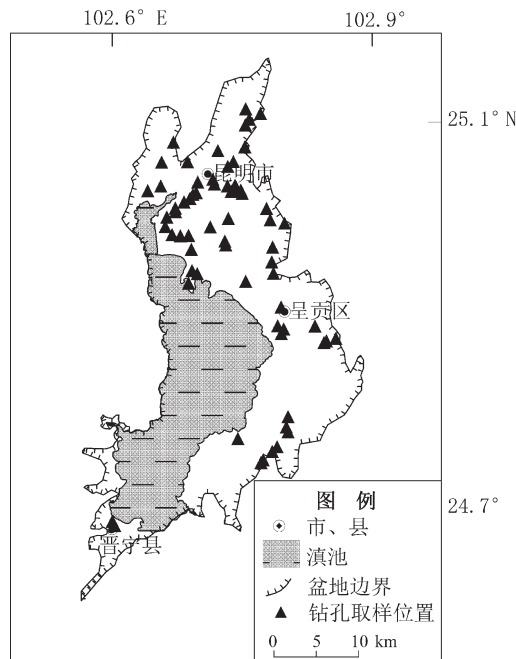 102.6° E
102.9°
25.1° N
昆明市
呈贡区
24.7°
晋宁县
图 例
市、县
滇池
盆地边界
钻孔取样位置
0 5 10 km